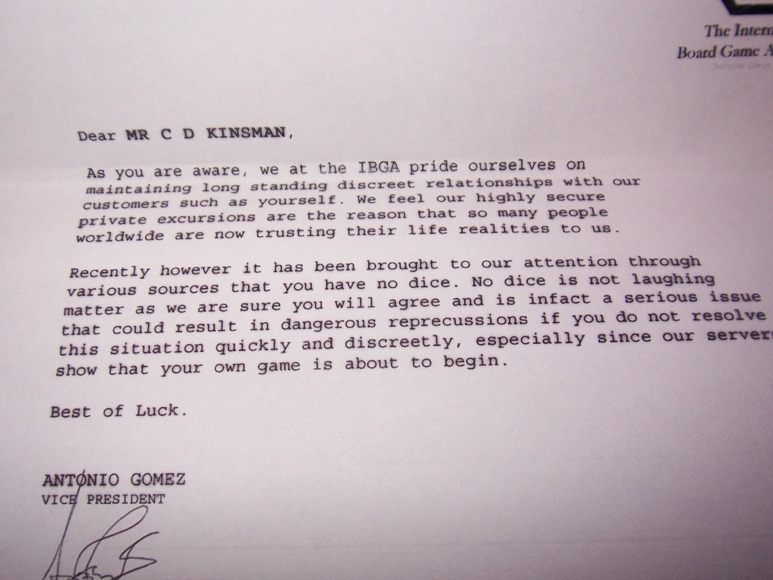 The Intern
Board Game A
Dear MR C D KINSMAN,
As you are aware, we at the IBGA pride ourselves on
maintaining long standing discreet relationships with our
customers such as yourself. We feel our highly secure
private excursions are the reason that so many people
worldwide are now trusting their life realities to us.
Recently however it has been brought to our attention through
various sources that you have no dice. No dice is not laughing
matter as we are sure you will agree and is infact a serious issue
that could result in dangerous reprecussions if you do not resolve
this situation quickly and discreetly, especially since our server
show that your own game is about to begin.
Best of Luck.
ANTONIO GOMEZ
VICE PRESIDENT